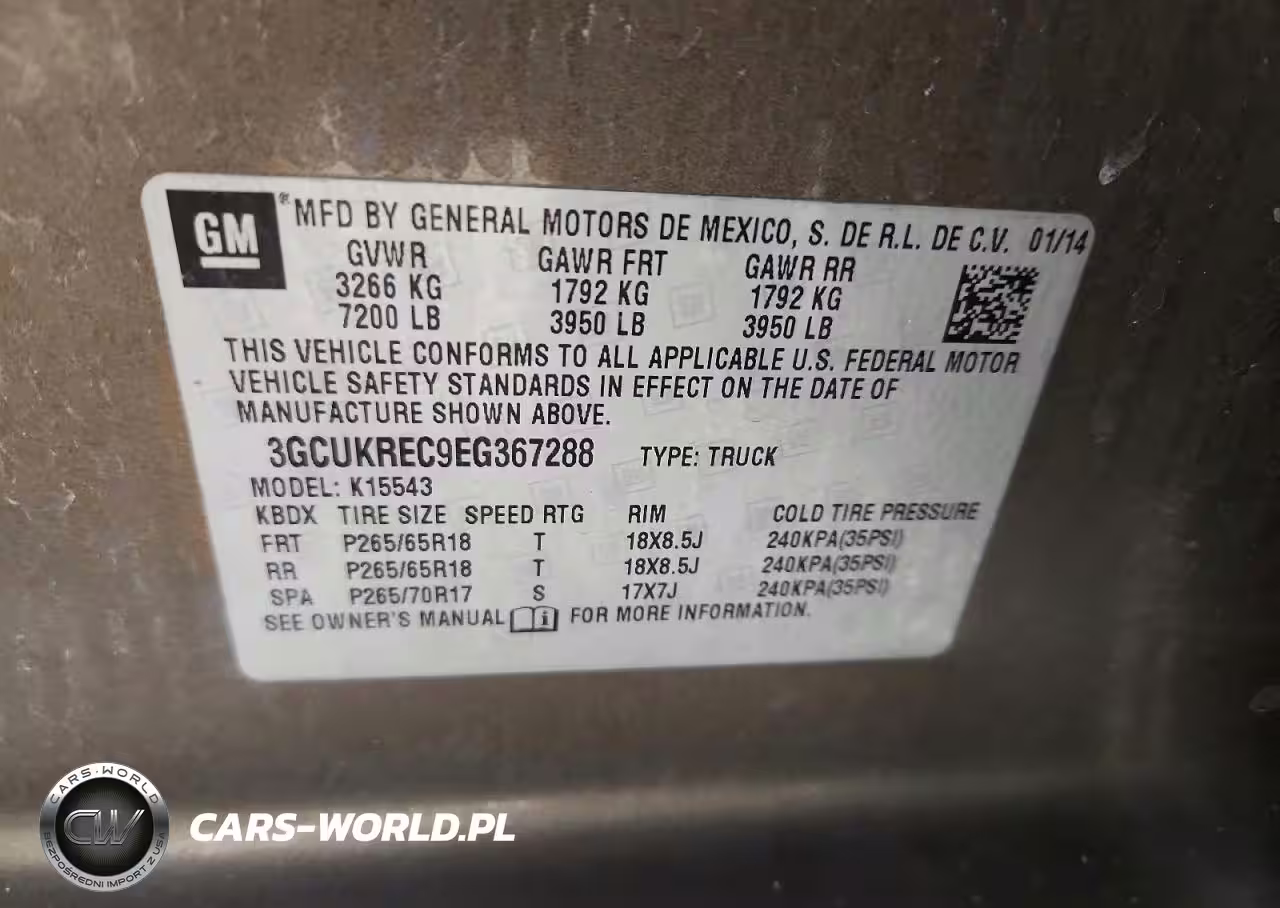 GM ® MFD BY GENERAL MOTORS DE MEXICO, S. DE R.L. DE C.V. 01/14
GVWR GAWR FRT GAWR RR
3266 KG 1792 KG 1792 KG
7200 LB 3950 LB 3950 LB
THIS VEHICLE CONFORMS TO ALL APPLICABLE U.S. FEDERAL MOTOR
VEHICLE SAFETY STANDARDS IN EFFECT ON THE DATE OF
MANUFACTURE SHOWN ABOVE.
3GCUKREC9EG367288 TYPE: TRUCK
MODEL: K15543
KBDX TIRE SIZE SPEED RTG RIM COLD TIRE PRESSURE
FRT P265/65R18 T 18X8.5J 240KPA(35PSI)
RR P265/65R18 T 18X8.5J 240KPA(35PSI)
SPA P265/70R17 S 17X7J 240KPA(35PSI)
SEE OWNER'S MANUAL i FOR MORE INFORMATION.
CARS-WORLD
CW
BEZPOŚREDNI IMPORT Z USA
CARS-WORLD.PL